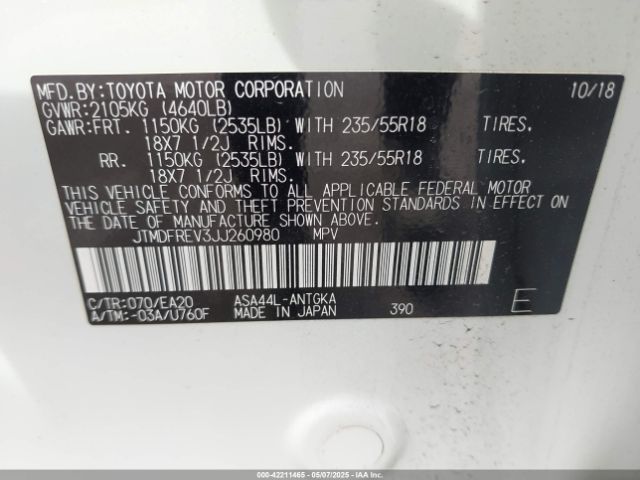 MFD.BY:TOYOTA MOTOR CORPORATION 10/18
GVWR:2105KG (4640LB)
GAWR:FRT. 1150KG (2535LB) WITH 235/55R18 TIRES.
18X7 1/2J RIMS.
RR. 1150KG (2535LB) WITH 235/55R18 TIRES.
18X7 1/2J RIMS.
THIS VEHICLE CONFORMS TO ALL APPLICABLE FEDERAL MOTOR
VEHICLE SAFETY AND THEFT PREVENTION STANDARDS IN EFFECT ON
THE DATE OF MANUFACTURE SHOWN ABOVE.
JTMDFREV3JJ260980 MPV
C/TR:070/EA20 ASA44L-ANTGKA
A/TM:-03A/U760F MADE IN JAPAN 390 E
000-42211465 - 05/07/2025 - IAAI.COM